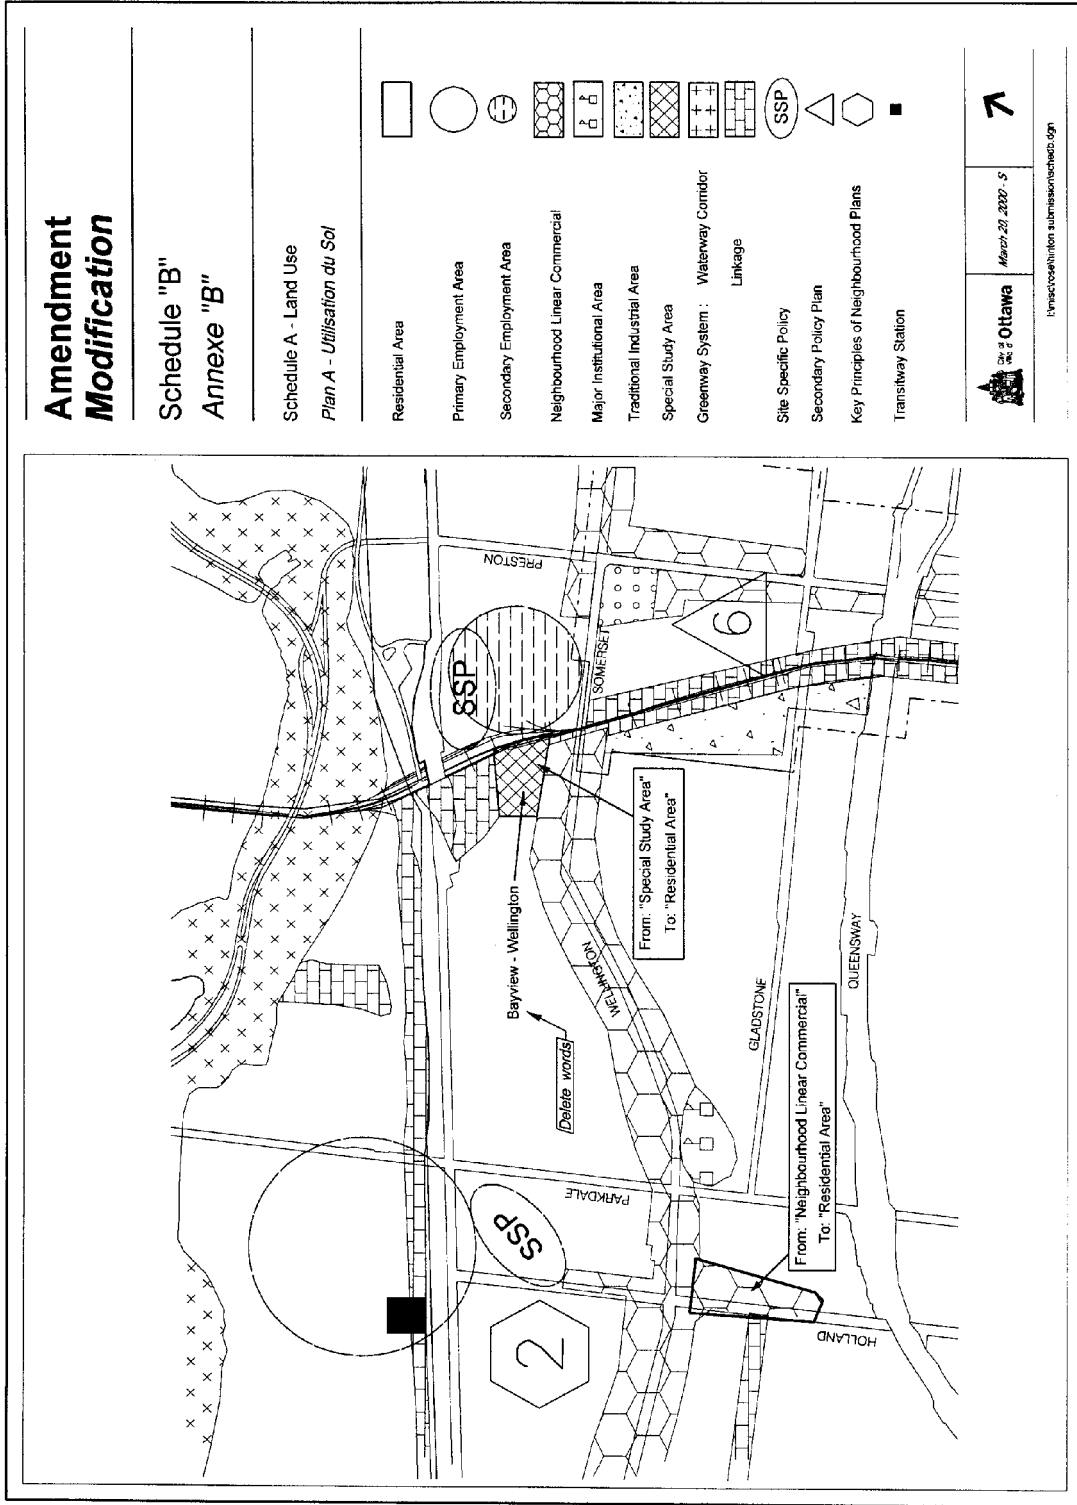 Amendment
Modification
Schedule "B"
Annexe "B"
Schedule A - Land Use
Plan A - Utilisation du Sol
Residential Area
Primary Employment Area
Secondary Employment Area
Neighbourhood Linear Commercial
Major Institutional Area
Traditional Industrial Area
Special Study Area
Greenway System : Waterway Corridor
Linkage
Site Specific Policy
SSP
Secondary Policy Plan
Key Principles of Neighbourhood Plans
Transitway Station
City of
Ville d'
Ottawa
March 20, 2000 - S
PRESTON
SSP
SOMERSET
6
Bayview - Wellington
Delete words
From: "Special Study Area"
To: "Residential Area"
WELLINGTON
GLADSTONE
QUEENSWAY
PARKDALE
SSP
2
From: "Neighbourhood Linear Commercial"
To: "Residential Area"
HOLLAND